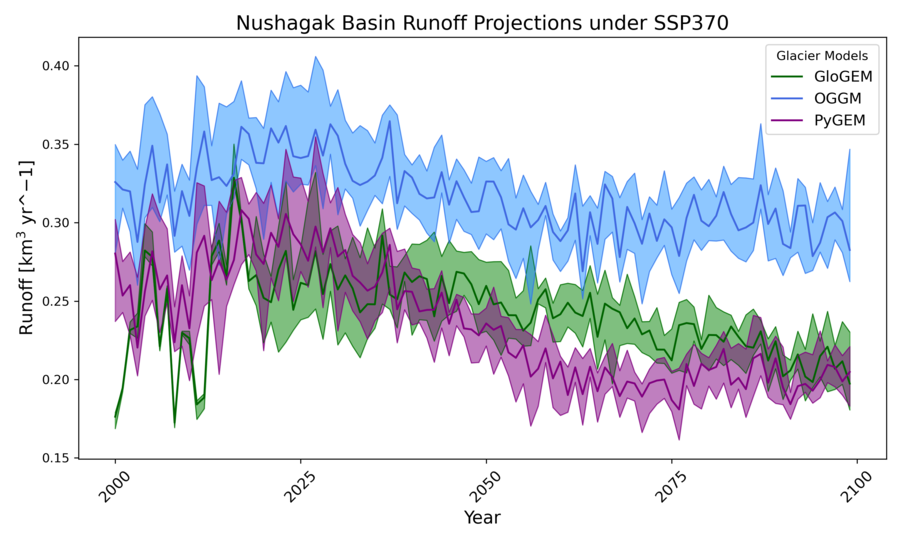 Nushagak Basin Runoff Projections under SSP370
Glacier Models
GloGEM
OGGM
PyGEM
Runoff [km³ yr^−1]
0.40
0.35
0.30
0.25
0.20
0.15
2000
2025
2050
2075
2100
Year